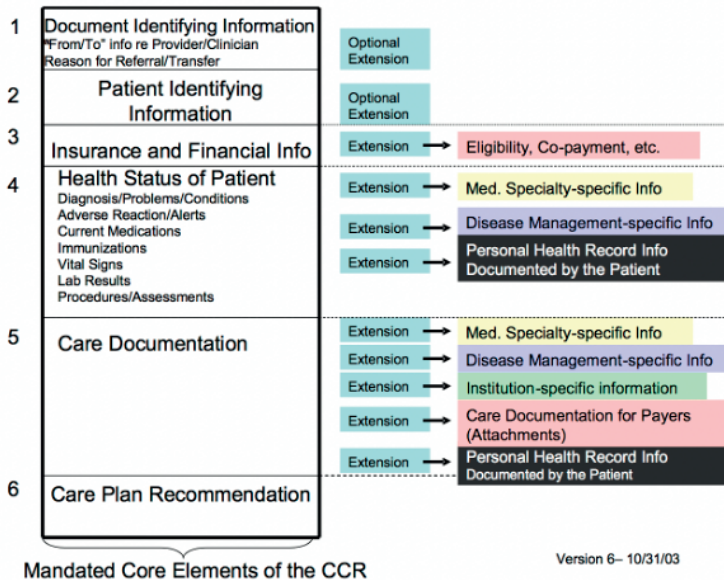 1
Document Identifying Information
"From/To" info re Provider/Clinician
Reason for Referral/Transfer
Optional
Extension
2
Patient Identifying
Information
Optional
Extension
3
Insurance and Financial Info
Extension
Eligibility, Co-payment, etc.
4
Health Status of Patient
Diagnosis/Problems/Conditions
Adverse Reaction/Alerts
Current Medications
Immunizations
Vital Signs
Lab Results
Procedures/Assessments
Extension
Med. Specialty-specific Info
Extension
Disease Management-specific Info
Extension
Personal Health Record Info
Documented by the Patient
5
Care Documentation
Extension
Med. Specialty-specific Info
Extension
Disease Management-specific Info
Extension
Institution-specific information
Extension
Care Documentation for Payers
(Attachments)
Extension
Personal Health Record Info
Documented by the Patient
6
Care Plan Recommendation
Mandated Core Elements of the CCR
Version 6– 10/31/03